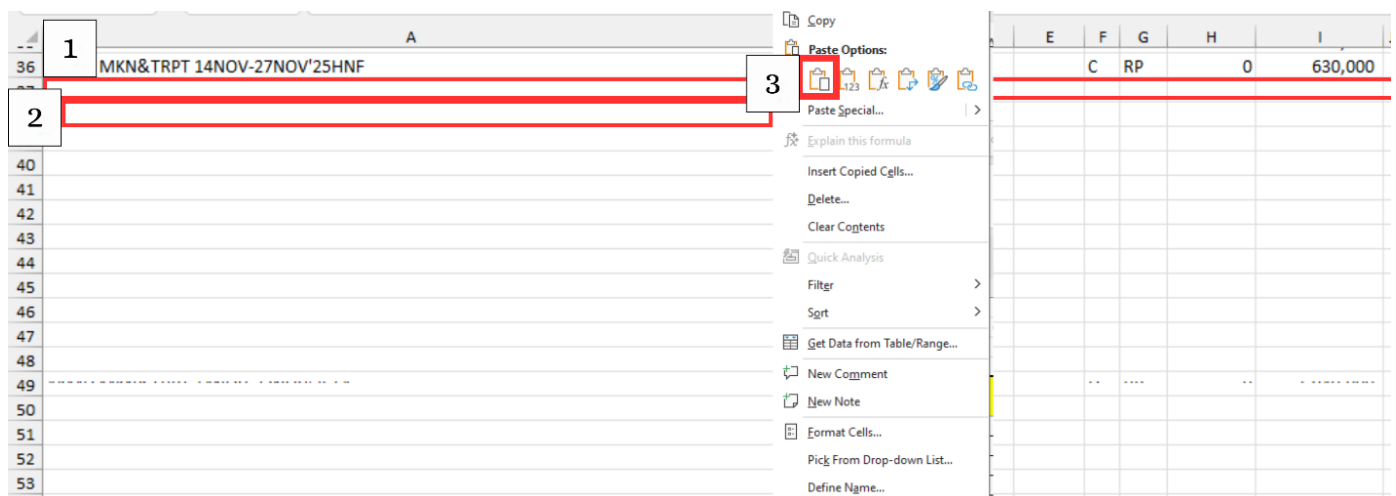 A E F G H I
1
36 MKN&TRPT 14NOV-27NOV'25HNF C RP 0 630,000
2
40
41
42
43
44
45
46
47
48
49
50
51
52
53
Copy
Paste Options:
3
123 fx
Paste Special...
Explain this formula
Insert Copied Cells...
Delete...
Clear Contents
Quick Analysis
Filter
Sort
Get Data from Table/Range...
New Comment
New Note
Format Cells...
Pick From Drop-down List...
Define Name...